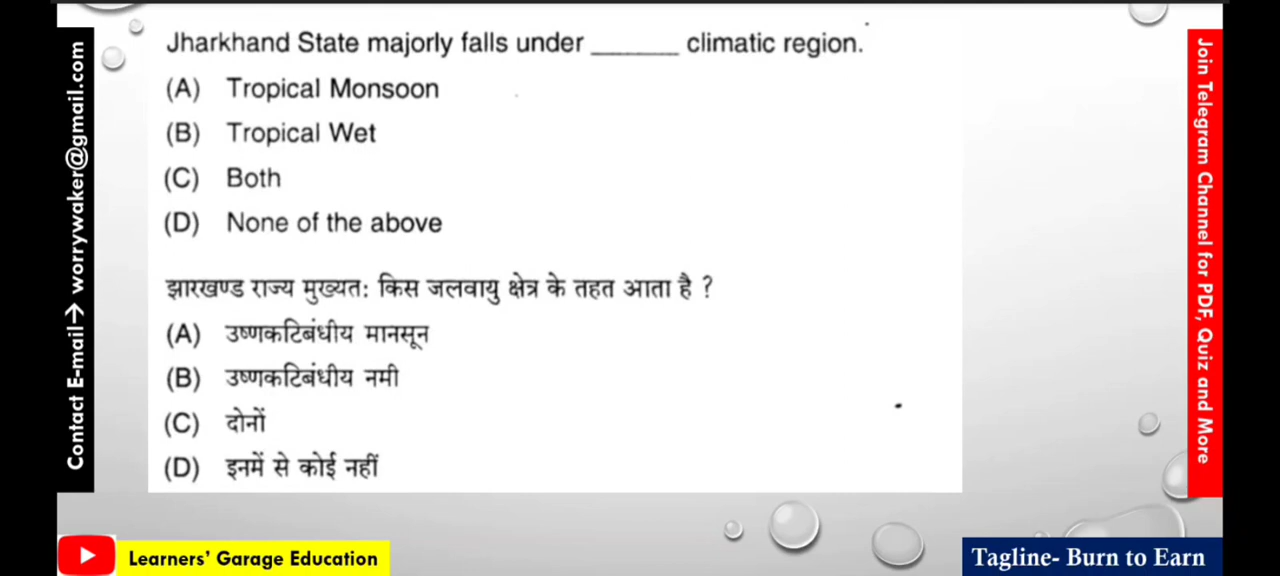 Jharkhand State majorly falls under ______ climatic region.
(A) Tropical Monsoon
(B) Tropical Wet
(C) Both
(D) None of the above
झारखण्ड राज्य मुख्यत: किस जलवायु क्षेत्र के तहत आता है ?
(A) उष्णकटिबंधीय मानसून
(B) उष्णकटिबंधीय नमी
(C) दोनों
(D) इनमें से कोई नहीं
Contact E-mail→ worrywaker@gmail.com
Join Telegram Channel for PDF, Quiz and More
Learners' Garage Education
Tagline- Burn to Earn